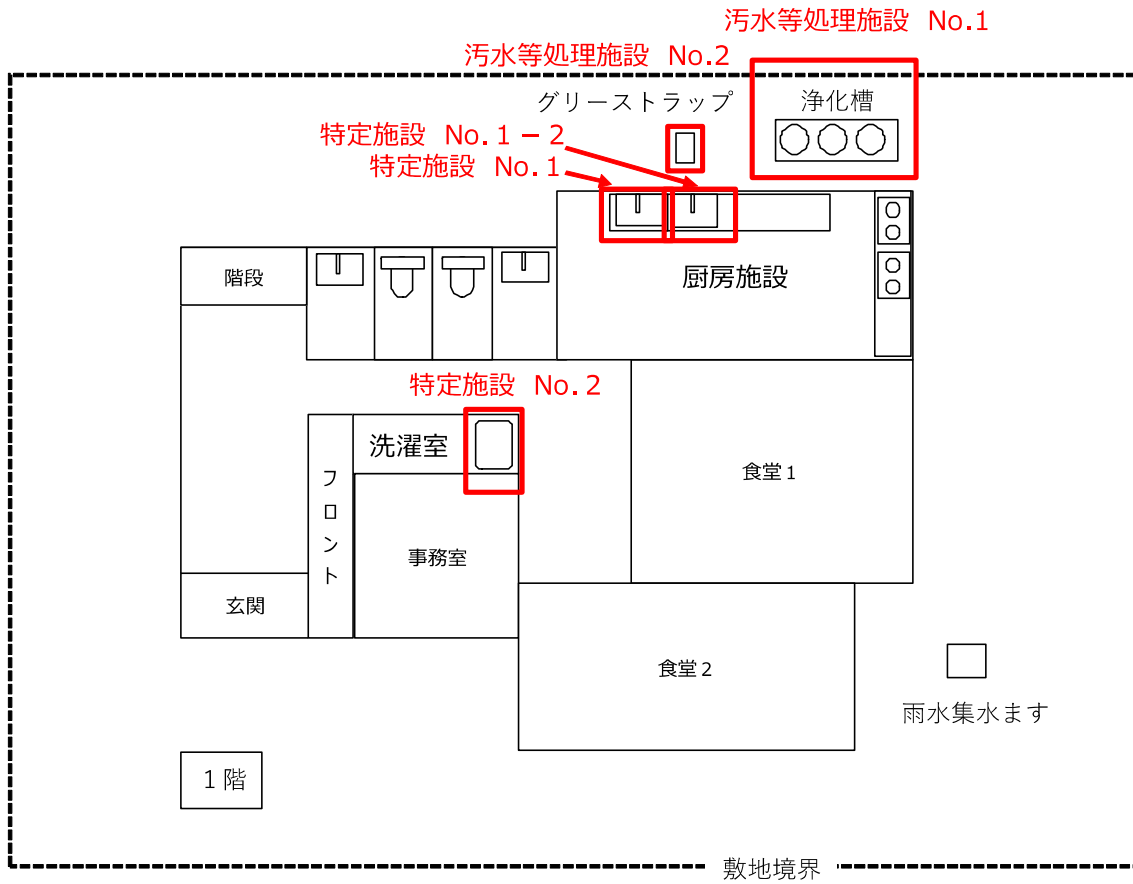 汚水等処理施設 No.1
汚水等処理施設 No.2
グリーストラップ
浄化槽
特定施設 No.1－2
特定施設 No.1
階段
厨房施設
特定施設 No.2
洗濯室
フロント
食堂1
事務室
玄関
食堂2
雨水集水ます
1階
敷地境界